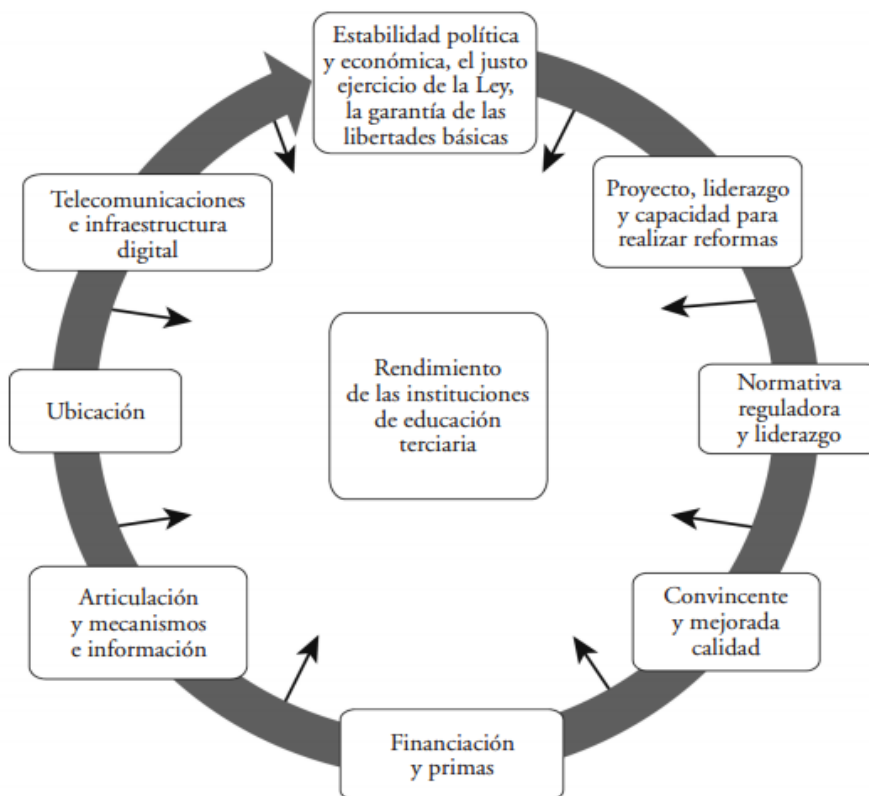 Estabilidad política
y económica, el justo
ejercicio de la Ley,
la garantía de las
libertades básicas
Proyecto, liderazgo
y capacidad para
realizar reformas
Normativa
reguladora
y liderazgo
Convincente
y mejorada
calidad
Financiación
y primas
Articulación
y mecanismos
e información
Ubicación
Telecomunicaciones
e infraestructura
digital
Rendimiento
de las instituciones
de educación
terciaria